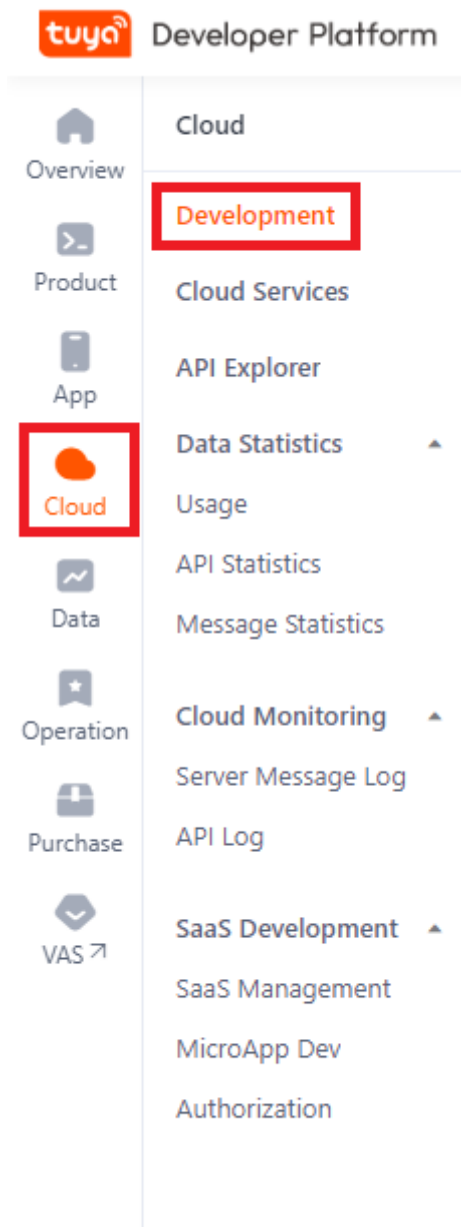 tuya Developer Platform
Overview
Product
App
Cloud
Data
Operation
Purchase
VAS
Cloud
Development
Cloud Services
API Explorer
Data Statistics
Usage
API Statistics
Message Statistics
Cloud Monitoring
Server Message Log
API Log
SaaS Development
SaaS Management
MicroApp Dev
Authorization